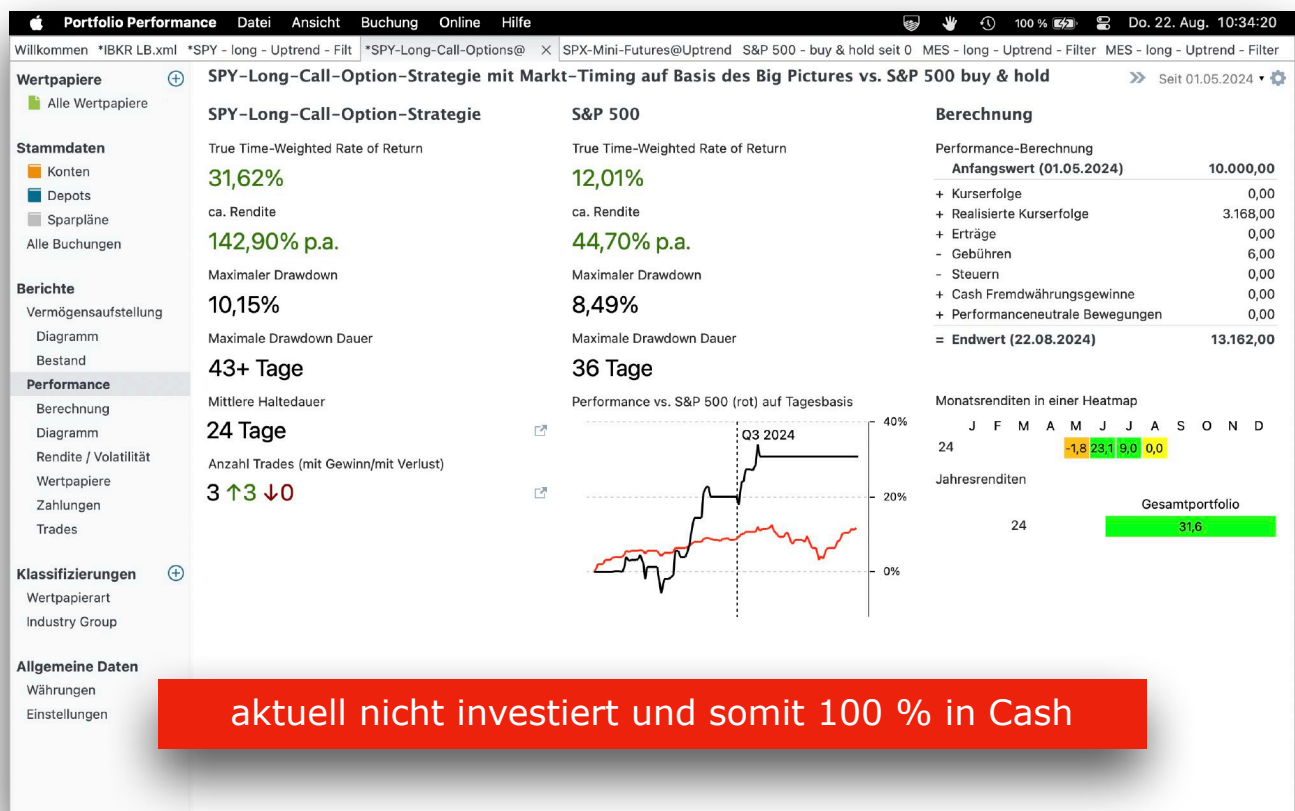 Portfolio Performance Datei Ansicht Buchung Online Hilfe 100 % Do. 22. Aug. 10:34:20
Willkommen *IBKR LB.xml *SPY - long - Uptrend - Filt *SPY-Long-Call-Options@ × SPX-Mini-Futures@Uptrend S&P 500 - buy & hold seit 0 MES - long - Uptrend - Filter MES - long - Uptrend - Filter
Wertpapiere
Alle Wertpapiere
Stammdaten
Konten
Depots
Sparpläne
Alle Buchungen
Berichte
Vermögensaufstellung
Diagramm
Bestand
Performance
Berechnung
Diagramm
Rendite / Volatilität
Wertpapiere
Zahlungen
Trades
Klassifizierungen
Wertpapierart
Industry Group
Allgemeine Daten
Währungen
Einstellungen
SPY-Long-Call-Option-Strategie mit Markt-Timing auf Basis des Big Pictures vs. S&P 500 buy & hold
Seit 01.05.2024
SPY-Long-Call-Option-Strategie
True Time-Weighted Rate of Return
31,62%
ca. Rendite
142,90% p.a.
Maximaler Drawdown
10,15%
Maximale Drawdown Dauer
43+ Tage
Mittlere Haltedauer
24 Tage
Anzahl Trades (mit Gewinn/mit Verlust)
3 ↑3 ↓0
S&P 500
True Time-Weighted Rate of Return
12,01%
ca. Rendite
44,70% p.a.
Maximaler Drawdown
8,49%
Maximale Drawdown Dauer
36 Tage
Performance vs. S&P 500 (rot) auf Tagesbasis
Q3 2024
40%
20%
0%
Berechnung
Performance-Berechnung
Anfangswert (01.05.2024) 10.000,00
+ Kurserfolge 0,00
+ Realisierte Kurserfolge 3.168,00
+ Erträge 0,00
- Gebühren 6,00
- Steuern 0,00
+ Cash Fremdwährungsgewinne 0,00
+ Performanceneutrale Bewegungen 0,00
= Endwert (22.08.2024) 13.162,00
Monatsrenditen in einer Heatmap
J F M A M J J A S O N D
24 -1,8 23,1 9,0 0,0
Jahresrenditen
Gesamtportfolio
24 31,6
aktuell nicht investiert und somit 100 % in Cash